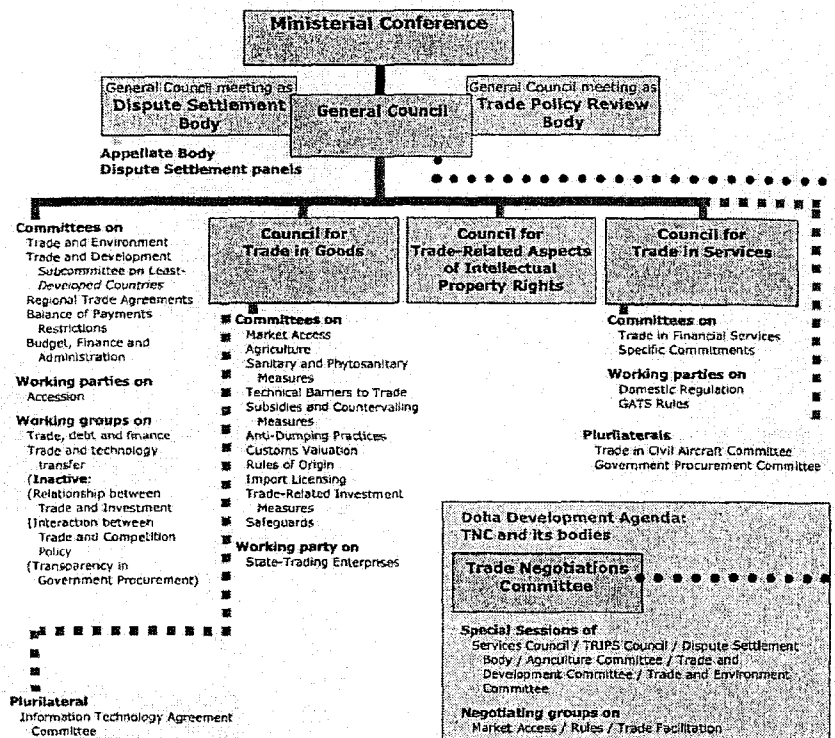 Ministerial Conference
General Council meeting as
Dispute Settlement
Body
General Council
General Council meeting as
Trade Policy Review
Body
Appellate Body
Dispute Settlement panels
Committees on
Trade and Environment
Trade and Development
Subcommittee on Least-
Developed Countries
Regional Trade Agreements
Balance of Payments
Restrictions
Budget, Finance and
Administration
Working parties on
Accession
Working groups on
Trade, debt and finance
Trade and technology
transfer
(Inactive:
(Relationship between
Trade and Investment
(Interaction between
Trade and Competition
Policy
(Transparency in
Government Procurement)
Plurilateral
Information Technology Agreement
Committee
Council for
Trade in Goods
Committees on
Market Access
Agriculture
Sanitary and Phytosanitary
Measures
Technical Barriers to Trade
Subsidies and Countervailing
Measures
Anti-Dumping Practices
Customs Valuation
Rules of Origin
Import Licensing
Trade-Related Investment
Measures
Safeguards
Working party on
State-Trading Enterprises
Council for
Trade-Related Aspects
of Intellectual
Property Rights
Council for
Trade in Services
Committees on
Trade in Financial Services
Specific Commitments
Working parties on
Domestic Regulation
GATS Rules
Plurilaterals
Trade in Civil Aircraft Committee
Government Procurement Committee
Doha Development Agenda:
TNC and its bodies
Trade Negotiations
Committee
Special Sessions of
Services Council / TRIPS Council / Dispute Settlement
Body / Agriculture Committee / Trade and
Development Committee / Trade and Environment
Committee
Negotiating groups on
Market Access / Rules / Trade Facilitation